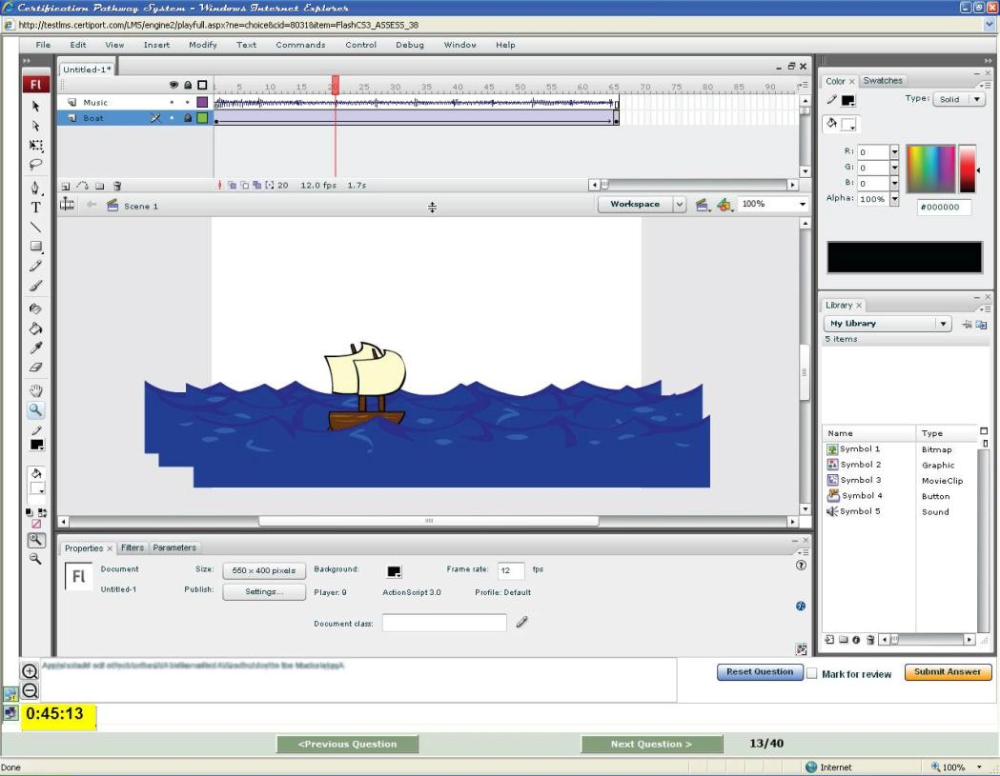 Certification Pathway System - Windows Internet Explorer
http://testlms.certiport.com/LMS/engine2/playfull.aspx?ne=choice&cid=8031&item=FlashCS3_ASSESS_38
File Edit View Insert Modify Text Commands Control Debug Window Help
Untitled-1*
Fl
1 5 10 15 20 25 30 35 40 45 50 55 60 65 70 75 80 85 90
Music
Boat
20 12.0 fps 1.7s
Scene 1
Workspace
100%
Color Swatches
Type: Solid
R: 0
G: 0
B: 0
Alpha: 100%
#000000
Library
My Library
5 items
Name Type
Symbol 1 Bitmap
Symbol 2 Graphic
Symbol 3 MovieClip
Symbol 4 Button
Symbol 5 Sound
T
Properties Filters Parameters
Fl
Document
Untitled-1
Size: 550 x 400 pixels Background: Frame rate: 12 fps
Publish: Settings... Player: 9 ActionScript 3.0 Profile: Default
Document class:
Reset Question Mark for review Submit Answer
0:45:13
<Previous Question Next Question > 13/40
Done Internet 100%